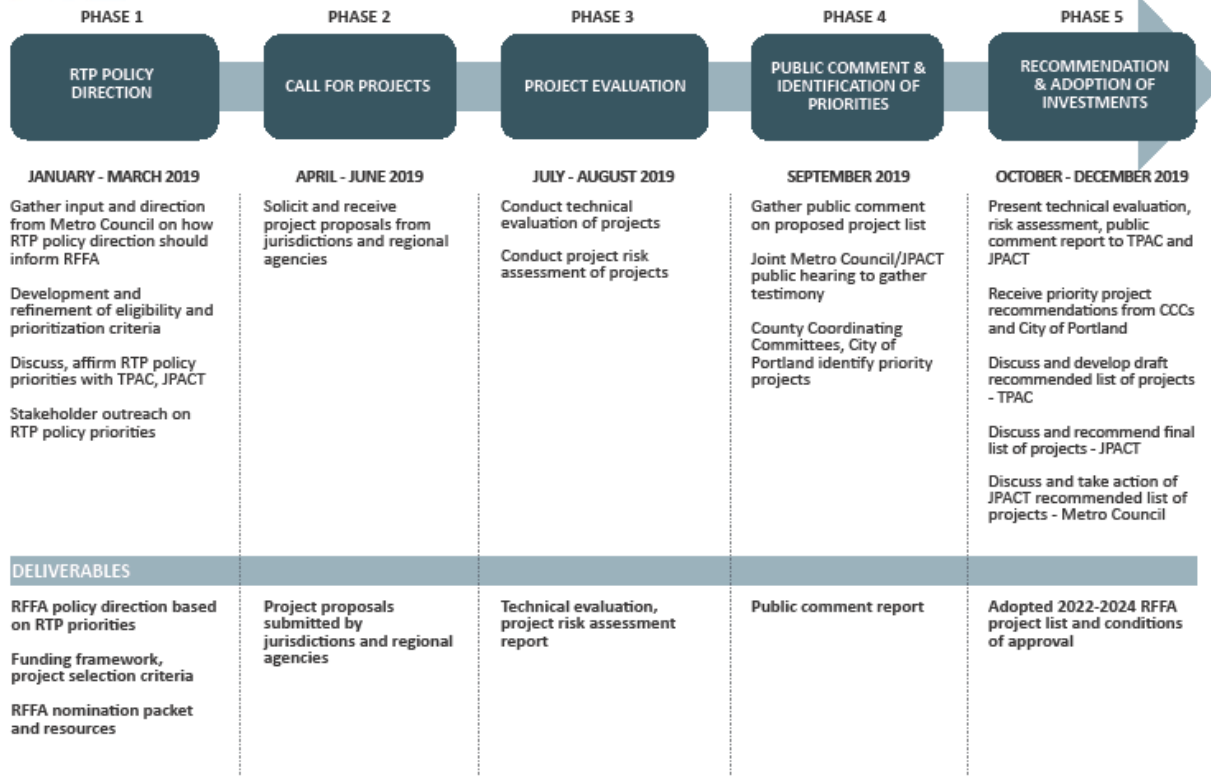 PHASE 1
RTP POLICY
DIRECTION
JANUARY - MARCH 2019
Gather input and direction
from Metro Council on how
RTP policy direction should
inform RFFA
Development and
refinement of eligibility and
prioritization criteria
Discuss, affirm RTP policy
priorities with TPAC, JPACT
Stakeholder outreach on
RTP policy priorities
PHASE 2
CALL FOR PROJECTS
APRIL - JUNE 2019
Solicit and receive
project proposals from
jurisdictions and regional
agencies
PHASE 3
PROJECT EVALUATION
JULY - AUGUST 2019
Conduct technical
evaluation of projects
Conduct project risk
assessment of projects
PHASE 4
PUBLIC COMMENT &
IDENTIFICATION OF
PRIORITIES
SEPTEMBER 2019
Gather public comment
on proposed project list
Joint Metro Council/JPACT
public hearing to gather
testimony
County Coordinating
Committees, City of
Portland identify priority
projects
PHASE 5
RECOMMENDATION
& ADOPTION OF
INVESTMENTS
OCTOBER - DECEMBER 2019
Present technical evaluation,
risk assessment, public
comment report to TPAC and
JPACT
Receive priority project
recommendations from CCCs
and City of Portland
Discuss and develop draft
recommended list of projects
- TPAC
Discuss and recommend final
list of projects - JPACT
Discuss and take action of
JPACT recommended list of
projects - Metro Council
DELIVERABLES
RFFA policy direction based
on RTP priorities
Funding framework,
project selection criteria
RFFA nomination packet
and resources
Project proposals
submitted by
jurisdictions and regional
agencies
Technical evaluation,
project risk assessment
report
Public comment report
Adopted 2022-2024 RFFA
project list and conditions
of approval